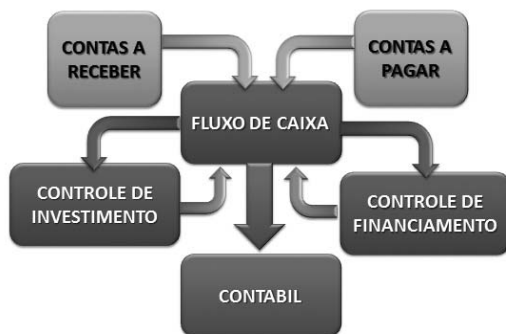 CONTAS A
RECEBER
CONTAS A
PAGAR
FLUXO DE CAIXA
CONTROLE DE
INVESTIMENTO
CONTROLE DE
FINANCIAMENTO
CONTABIL